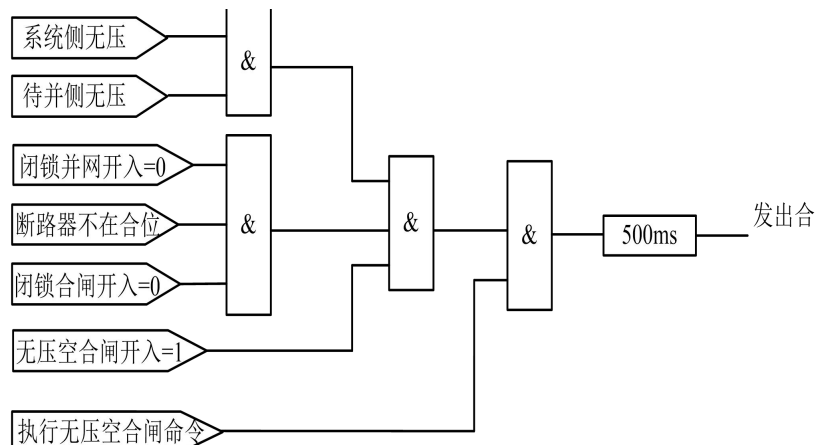 系统侧无压
&
待并侧无压
闭锁并网开入=0
断路器不在合位
&
闭锁合闸开入=0
&
&
500ms
发出合
无压空合闸开入=1
执行无压空合闸命令